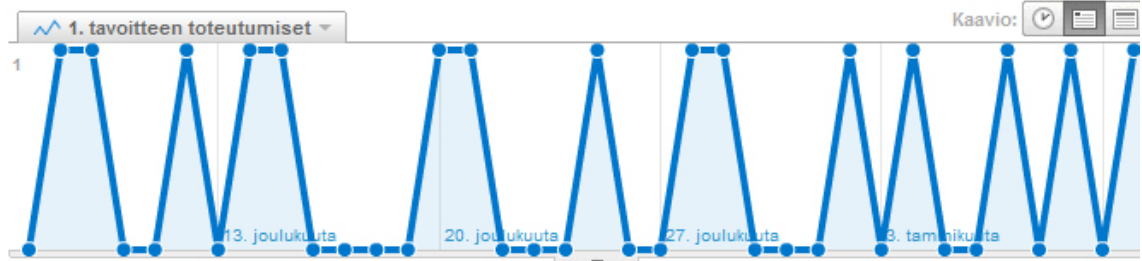 1. tavoitteen toteutumiset
Kaavio:
1
13. joulukuuta
20. joulukuuta
27. joulukuuta
3. tammikuuta